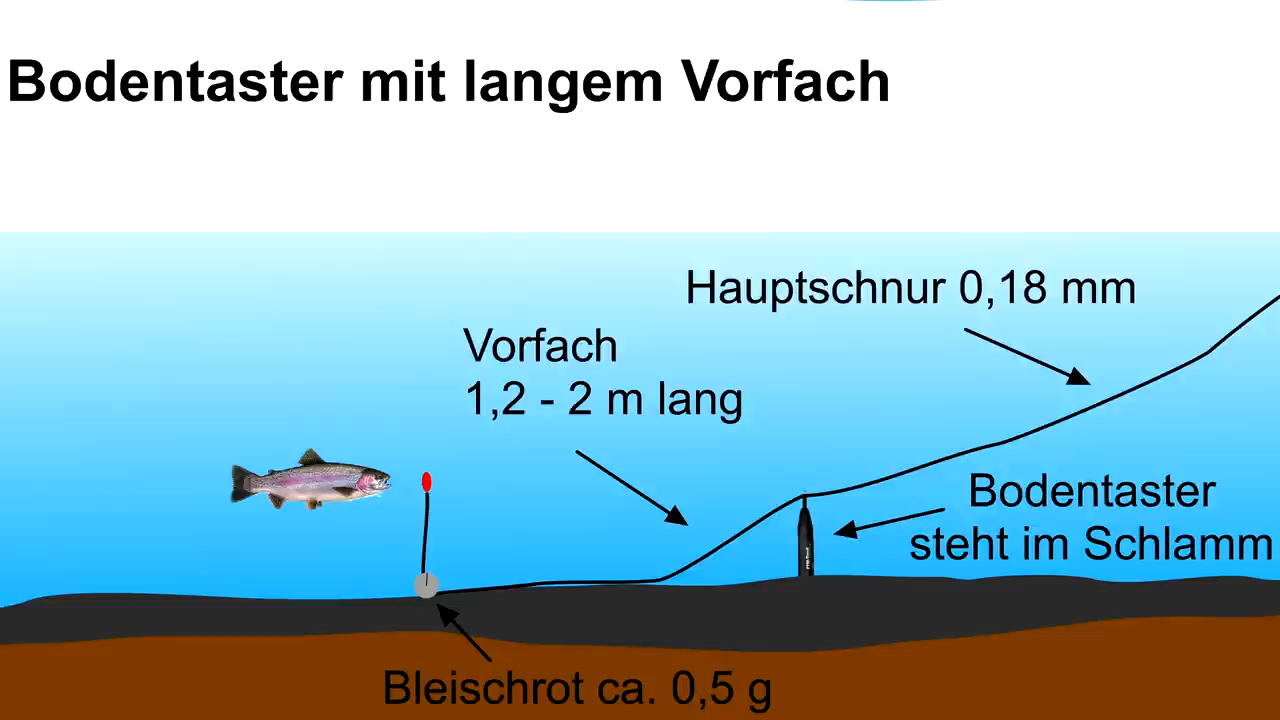 Bodentaster mit langem Vorfach
Hauptschnur 0,18 mm
Vorfach
1,2 - 2 m lang
Bodentaster
steht im Schlamm
Bleischrot ca. 0,5 g